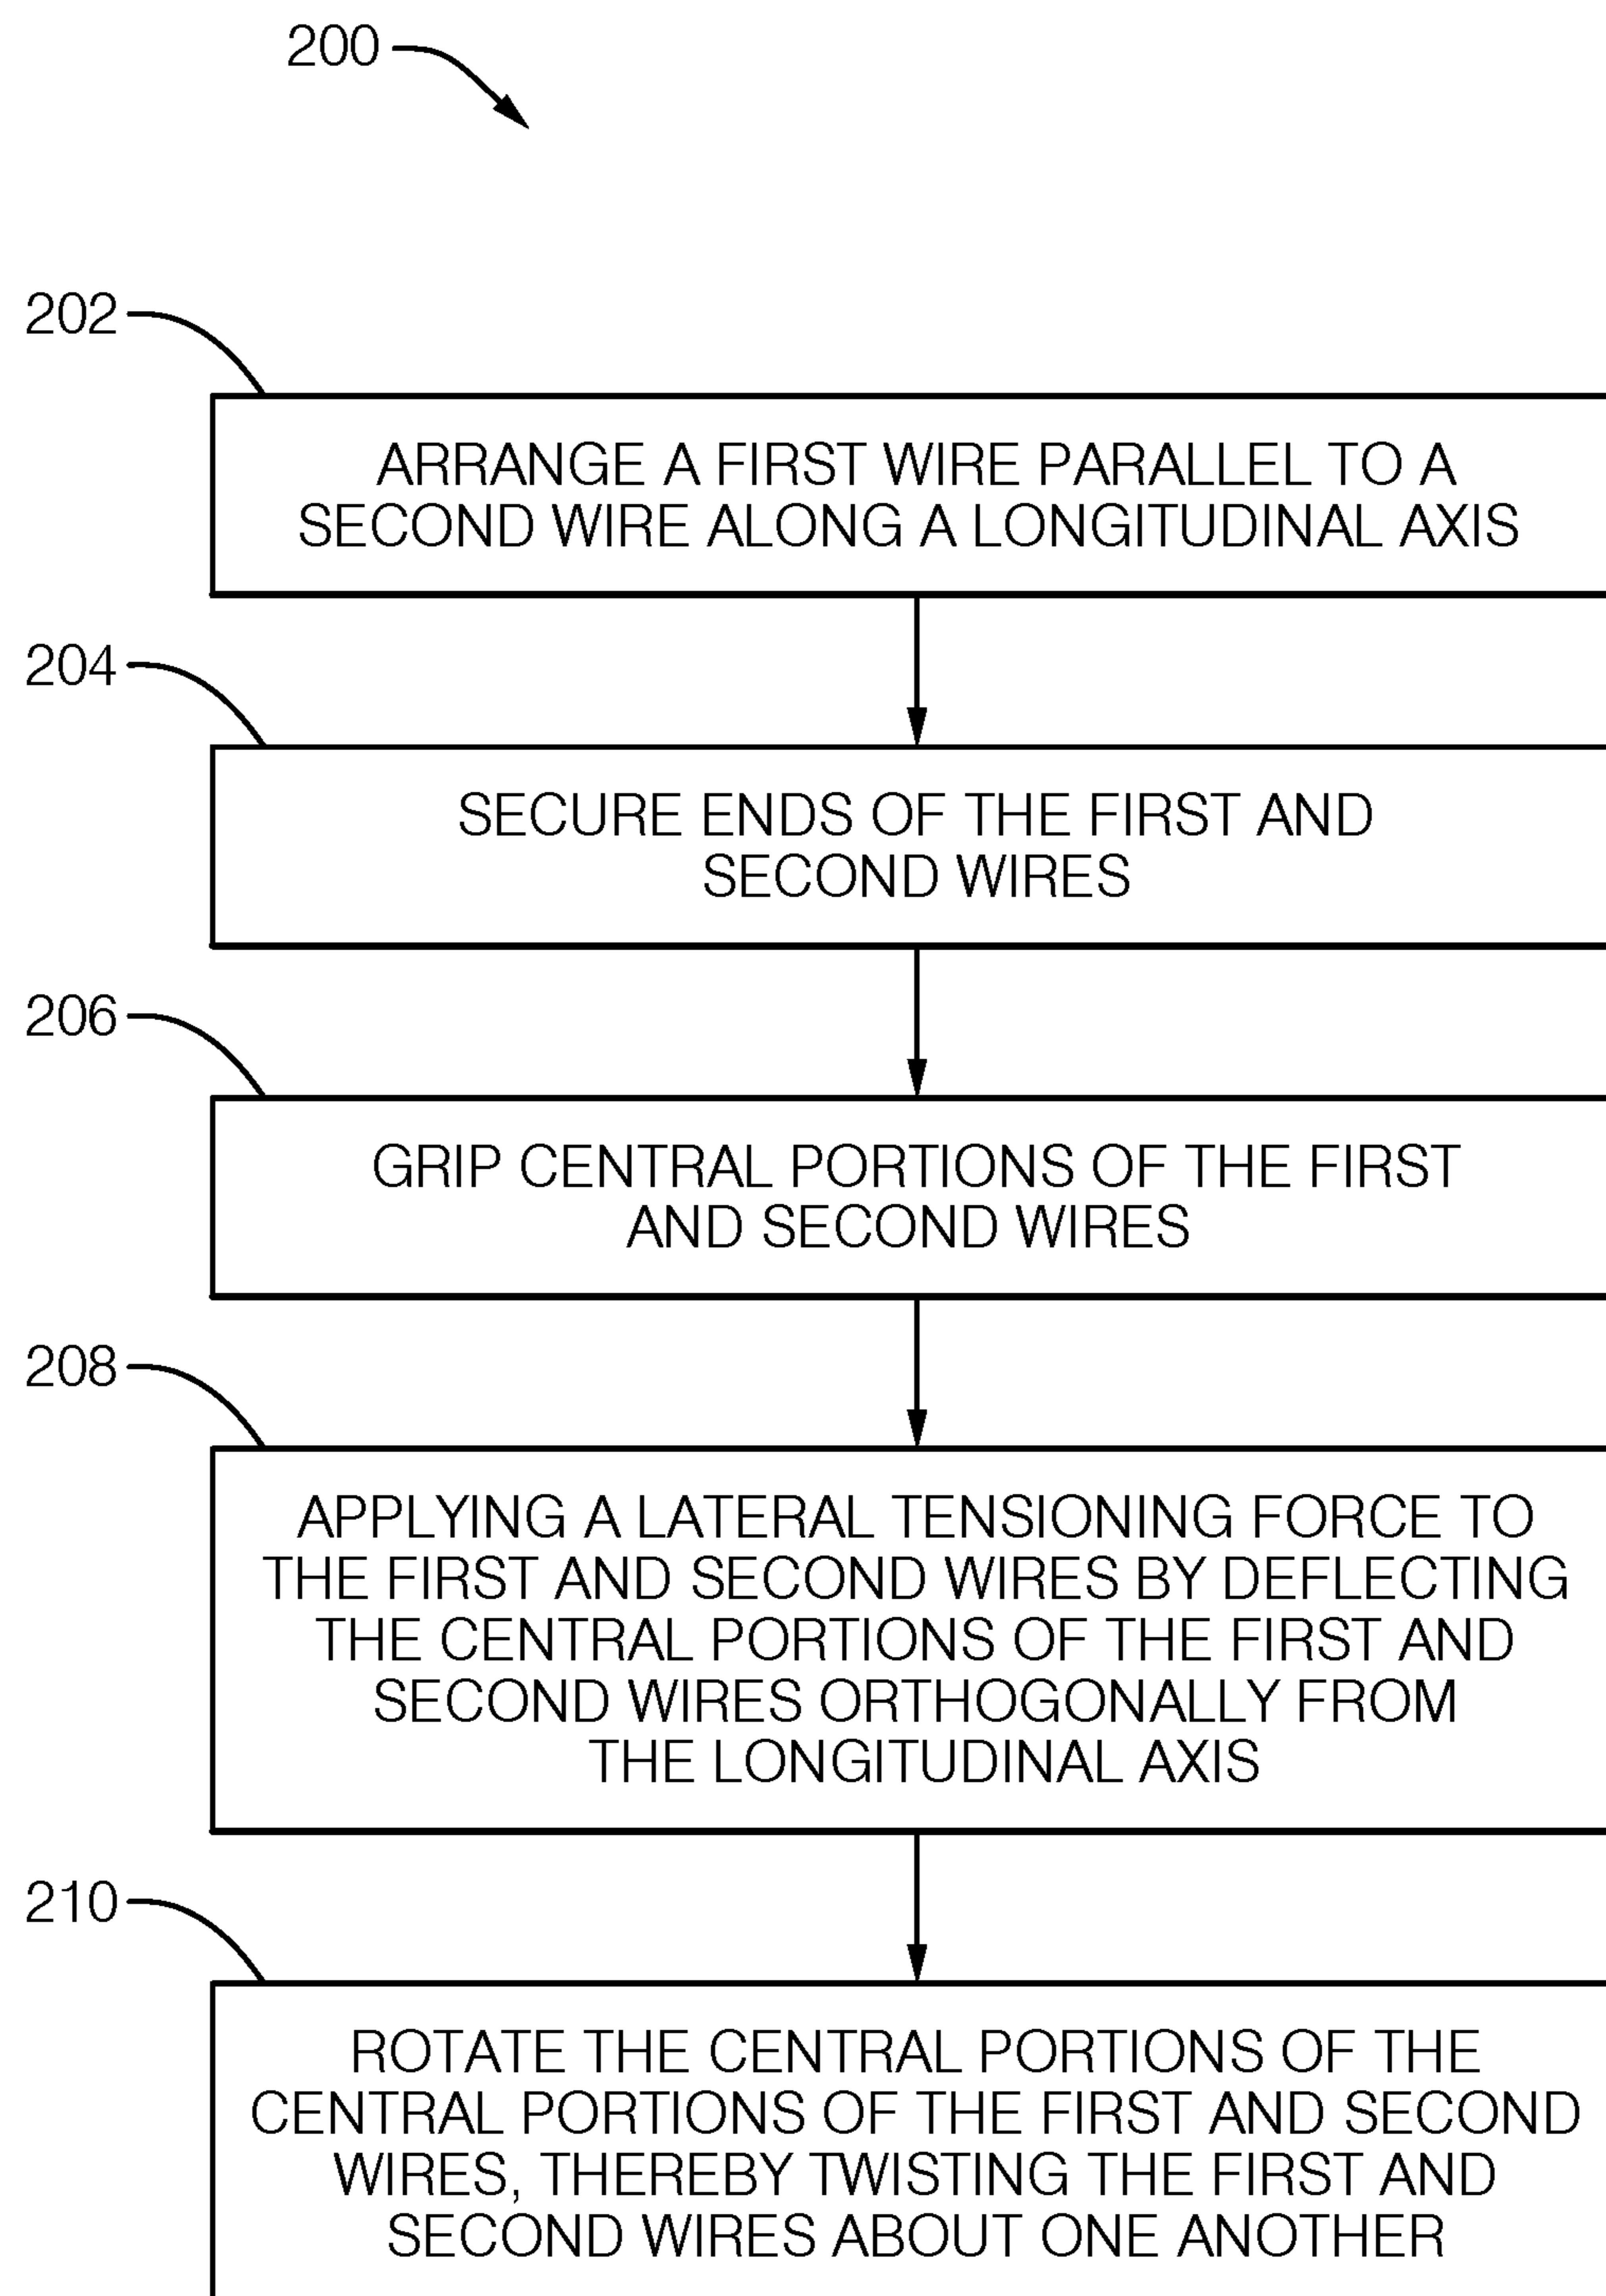 200
202
ARRANGE A FIRST WIRE PARALLEL TO A
SECOND WIRE ALONG A LONGITUDINAL AXIS
204
SECURE ENDS OF THE FIRST AND
SECOND WIRES
206
GRIP CENTRAL PORTIONS OF THE FIRST
AND SECOND WIRES
208
APPLYING A LATERAL TENSIONING FORCE TO
THE FIRST AND SECOND WIRES BY DEFLECTING
THE CENTRAL PORTIONS OF THE FIRST AND
SECOND WIRES ORTHOGONALLY FROM
THE LONGITUDINAL AXIS
210
ROTATE THE CENTRAL PORTIONS OF THE
CENTRAL PORTIONS OF THE FIRST AND SECOND
WIRES, THEREBY TWISTING THE FIRST AND
SECOND WIRES ABOUT ONE ANOTHER